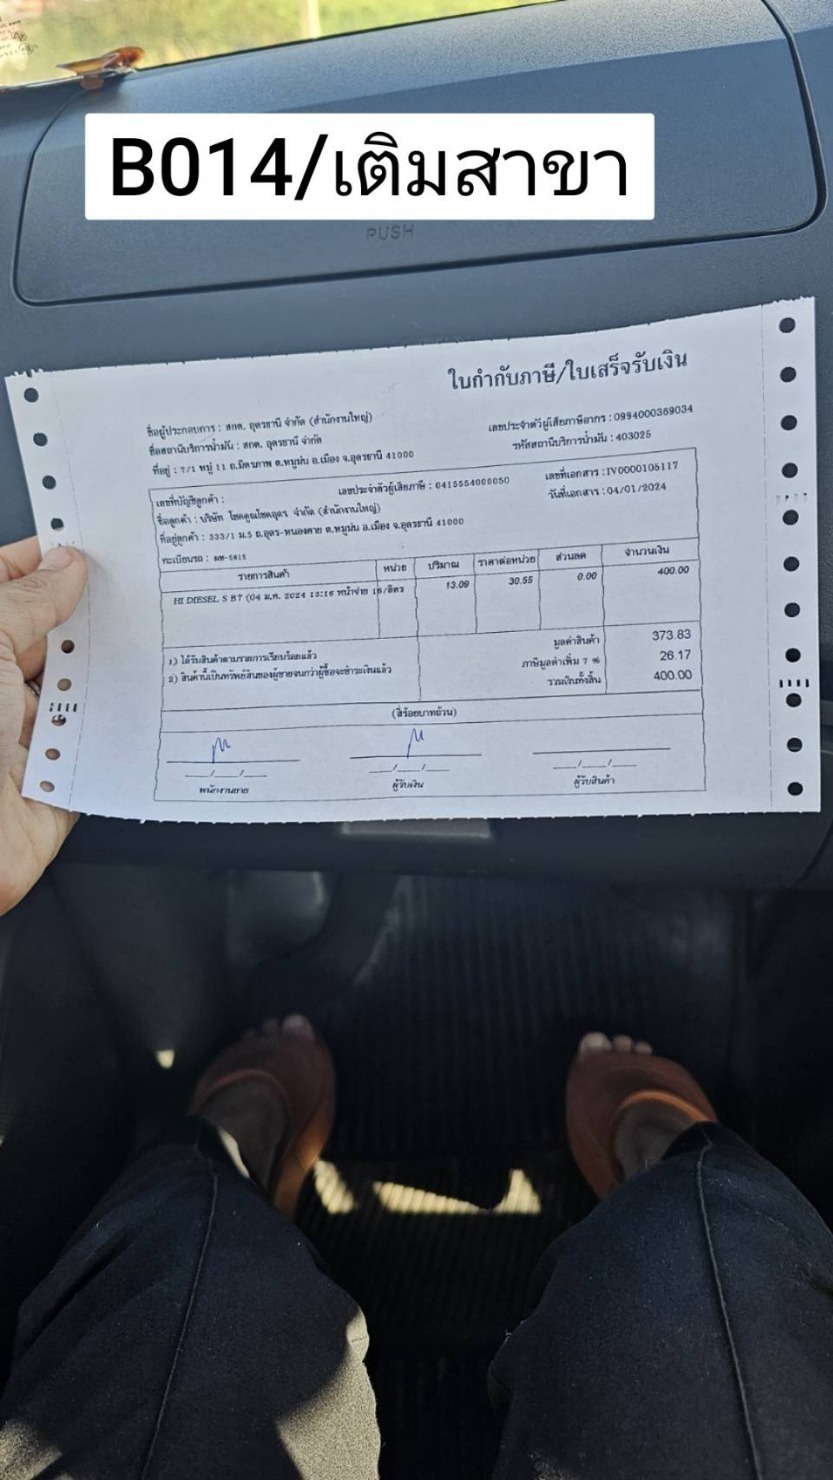 B014/เติมสาขา
PUSH
ใบกำกับภาษี/ใบเสร็จรับเงิน
ชื่อผู้ประกอบการ : สกต. อุดรธานี จำกัด (สำนักงานใหญ่)
เลขประจำตัวผู้เสียภาษีอากร : 0994000369034
ชื่อสถานีบริการน้ำมัน : สกต. อุดรธานี จำกัด
รหัสสถานีบริการน้ำมัน : 403025
ที่อยู่ : 7/1 หมู่ 11 ถ.มิตรภาพ ต.หมูม่น อ.เมือง จ.อุดรธานี 41000
เลขที่บัญชีลูกค้า :
เลขประจำตัวผู้เสียภาษี : 0415554000050
เลขที่เอกสาร : IV0000105117
ชื่อลูกค้า : บริษัท โชคคูณโชคอุดร จำกัด (สำนักงานใหญ่)
วันที่เอกสาร : 04/01/2024
ที่อยู่ลูกค้า : 333/1 ม.5 ถ.อุดร-หนองคาย ต.หมูม่น อ.เมือง จ.อุดรธานี 41000
ทะเบียนรถ :
รายการสินค้า หน่วย ปริมาณ ราคาต่อหน่วย ส่วนลด จำนวนเงิน
HI DIESEL S B7 (04 ม.ค. 2024 13:16 หน้าจ่าย ลิตร 13.09 30.55 0.00 400.00
1) ได้รับสินค้าตามรายการเรียบร้อยแล้ว
2) สินค้านี้เป็นทรัพย์สินของผู้ขายจนกว่าผู้ซื้อจะชำระเงินแล้ว
มูลค่าสินค้า 373.83
ภาษีมูลค่าเพิ่ม 7 % 26.17
รวมเงินทั้งสิ้น 400.00
(สี่ร้อยบาทถ้วน)
พนักงานขาย ผู้รับเงิน ผู้รับสินค้า